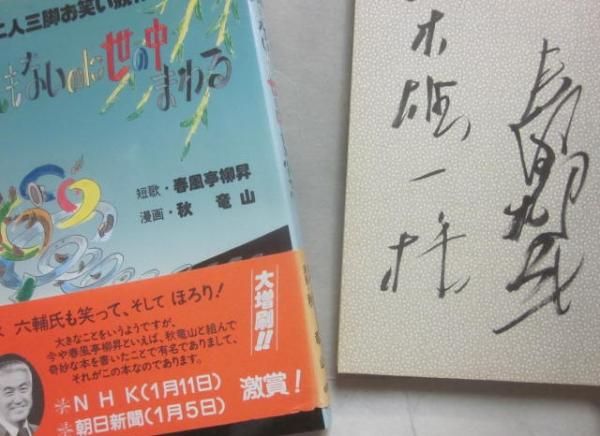 二人三脚お笑い
もないのに世の中
まわる
短歌・春風亭柳昇
漫画・秋 竜 山
六輔氏も笑って、そして ほろり!
大きなことをいうようですが、
今や春風亭柳昇といえば、秋竜山と組んで
奇妙な本を書いたことで有名でありまして、
それがこの本なのであります。
NHK(1月11日)
朝日新聞(1月5日)
激賞!
大増刷!!
木雄一様